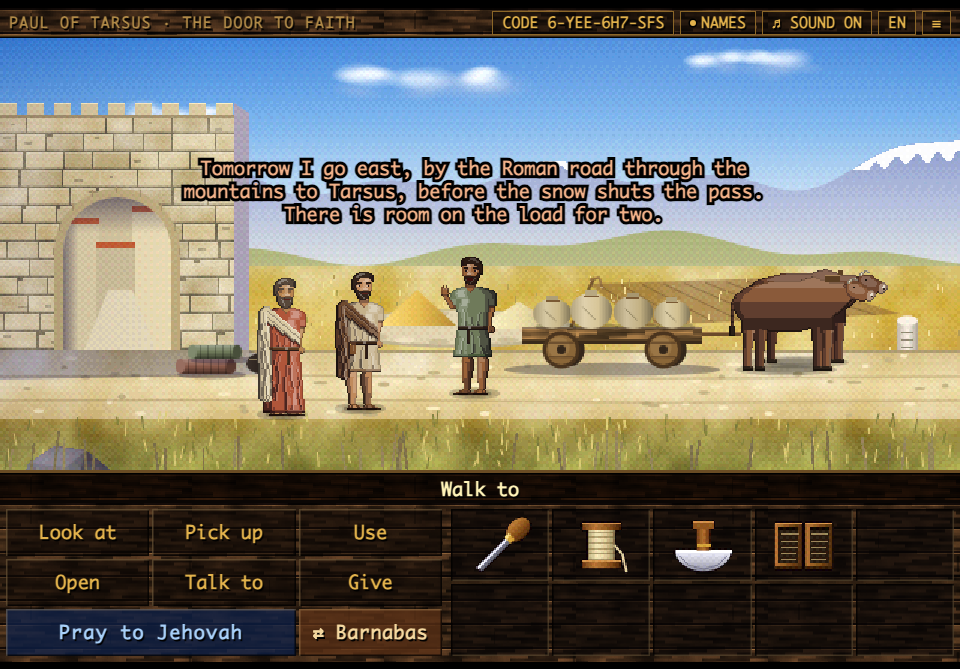 PAUL OF TARSUS · THE DOOR TO FAITH
CODE 6-YEE-6H7-SFS
• NAMES
♬ SOUND ON
EN
≡
Tomorrow I go east, by the Roman road through the
mountains to Tarsus, before the snow shuts the pass.
There is room on the load for two.
Walk to
Look at
Pick up
Use
Open
Talk to
Give
Pray to Jehovah
⇄ Barnabas